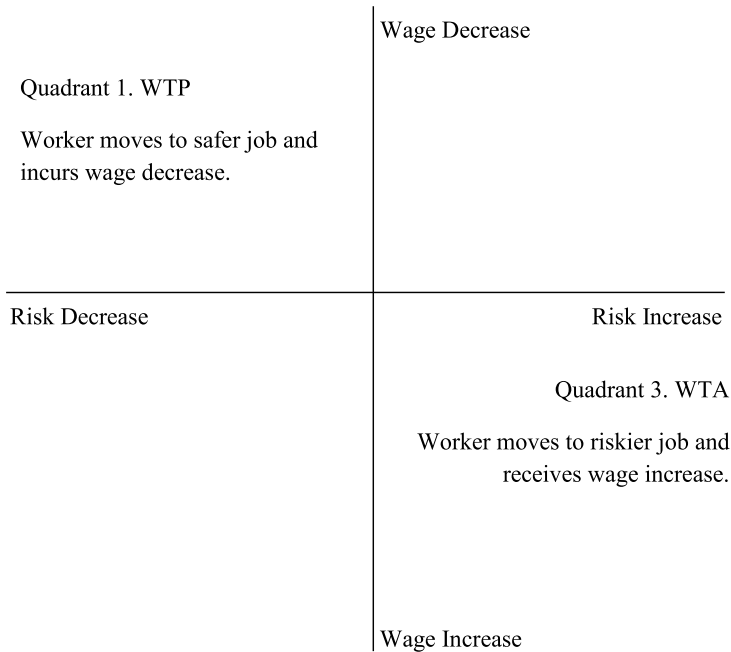 Wage Decrease
Quadrant 1. WTP
Worker moves to safer job and
incurs wage decrease.
Risk Decrease
Risk Increase
Quadrant 3. WTA
Worker moves to riskier job and
receives wage increase.
Wage Increase